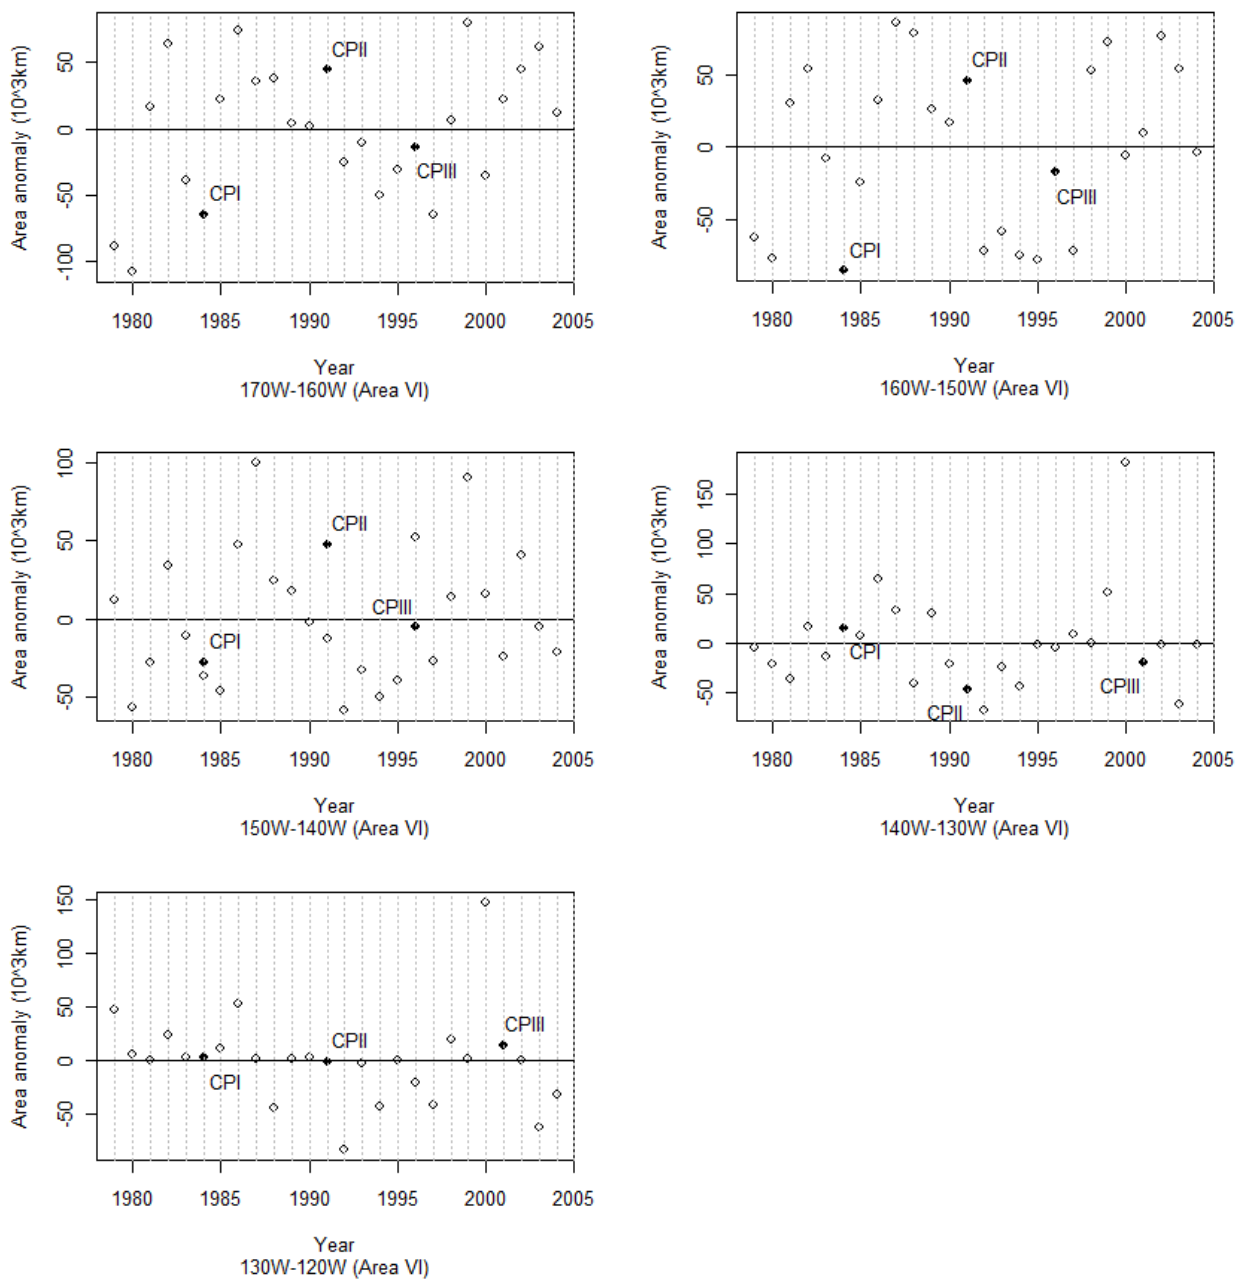 Area anomaly (10^3km)
50
0
-50
-100
CPI
CPII
CPIII
1980 1985 1990 1995 2000 2005
Year
170W-160W (Area VI)
Area anomaly (10^3km)
50
0
-50
CPI
CPII
CPIII
1980 1985 1990 1995 2000 2005
Year
160W-150W (Area VI)
Area anomaly (10^3km)
100
50
0
-50
CPI
CPII
CPIII
1980 1985 1990 1995 2000 2005
Year
150W-140W (Area VI)
Area anomaly (10^3km)
150
100
50
0
-50
CPI
CPII
CPIII
1980 1985 1990 1995 2000 2005
Year
140W-130W (Area VI)
Area anomaly (10^3km)
150
100
50
0
-50
CPI
CPII
CPIII
1980 1985 1990 1995 2000 2005
Year
130W-120W (Area VI)